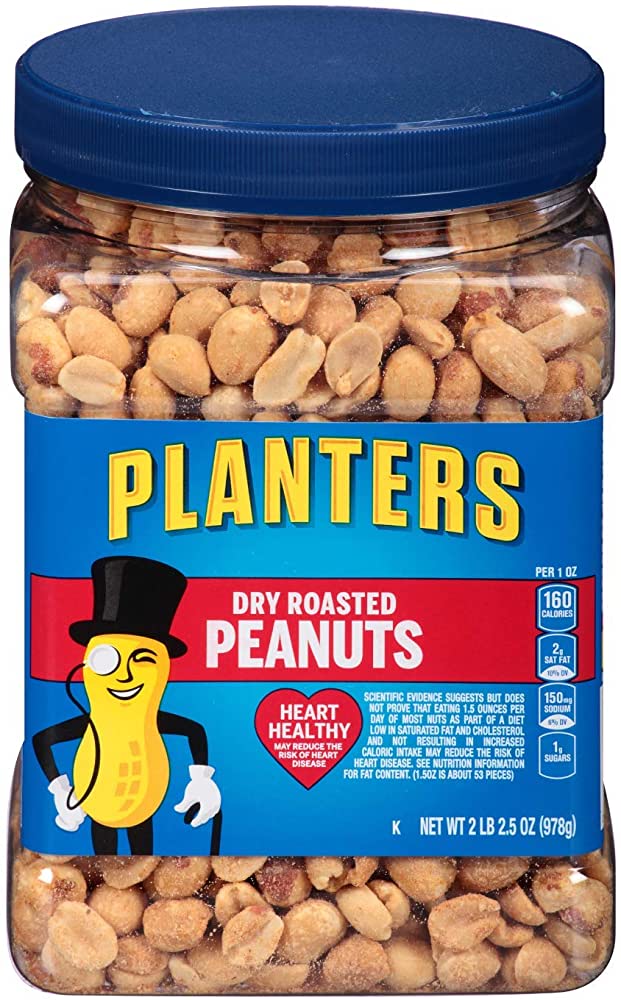 PLANTERS
DRY ROASTED
PEANUTS
HEART
HEALTHY
MAY REDUCE THE
RISK OF HEART
DISEASE
SCIENTIFIC EVIDENCE SUGGESTS BUT DOES
NOT PROVE THAT EATING 1.5 OUNCES PER
DAY OF MOST NUTS AS PART OF A DIET
LOW IN SATURATED FAT AND CHOLESTEROL
AND NOT RESULTING IN INCREASED
CALORIC INTAKE MAY REDUCE THE RISK OF
HEART DISEASE. SEE NUTRITION INFORMATION
FOR FAT CONTENT. (1.5OZ IS ABOUT 53 PIECES)
PER 1 OZ
160
CALORIES
2g
SAT FAT
10% DV
150mg
SODIUM
6% DV
1g
SUGARS
K NET WT 2 LB 2.5 OZ (978g)